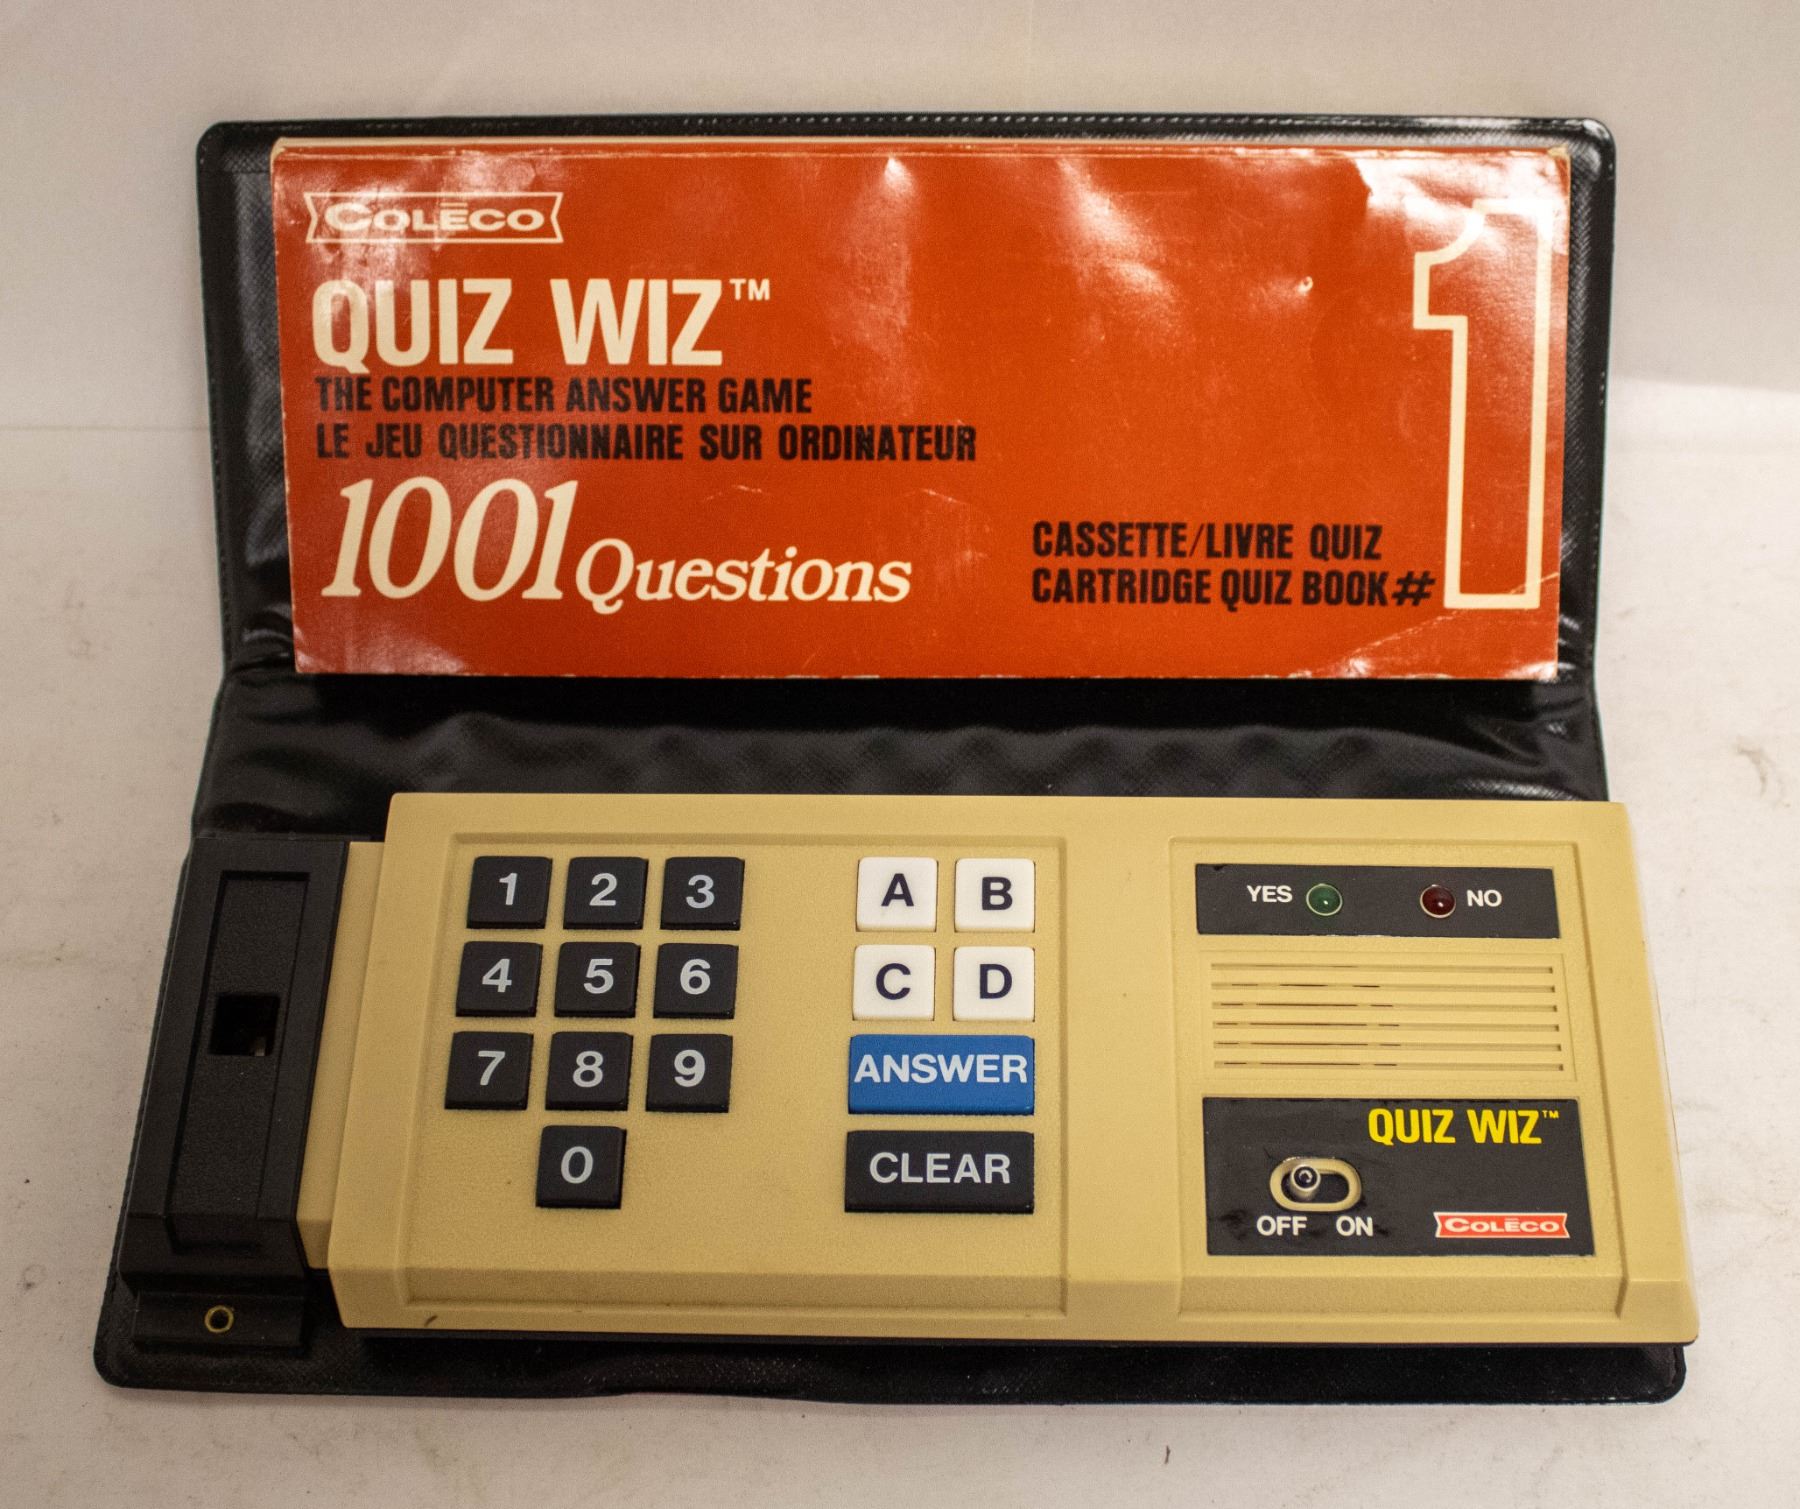 COLĒCO
QUIZ WIZ™
THE COMPUTER ANSWER GAME
LE JEU QUESTIONNAIRE SUR ORDINATEUR
1001 Questions
CASSETTE/LIVRE QUIZ
CARTRIDGE QUIZ BOOK # 1
1 2 3
4 5 6
7 8 9
0
A B
C D
ANSWER
CLEAR
YES NO
QUIZ WIZ™
OFF ON
COLĒCO